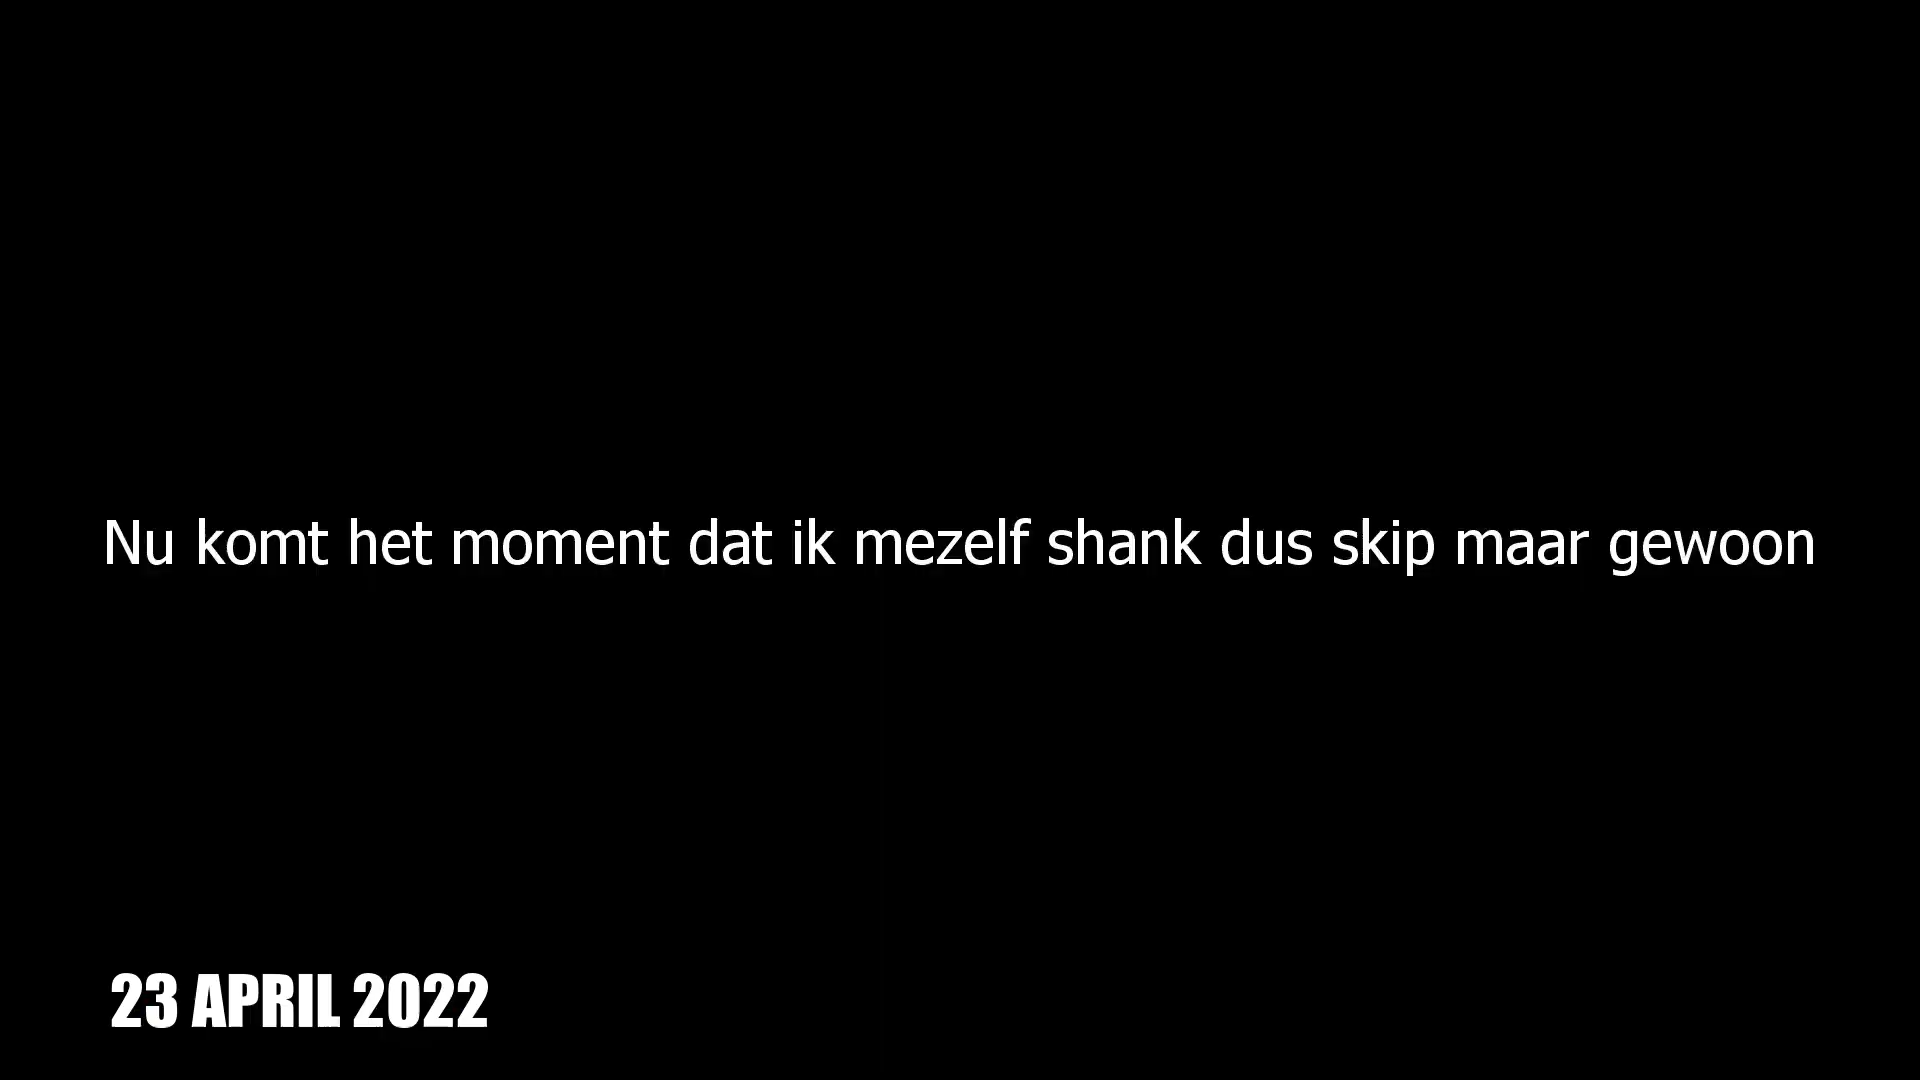 Nu komt het moment dat ik mezelf shank dus skip maar gewoon
23 APRIL 2022